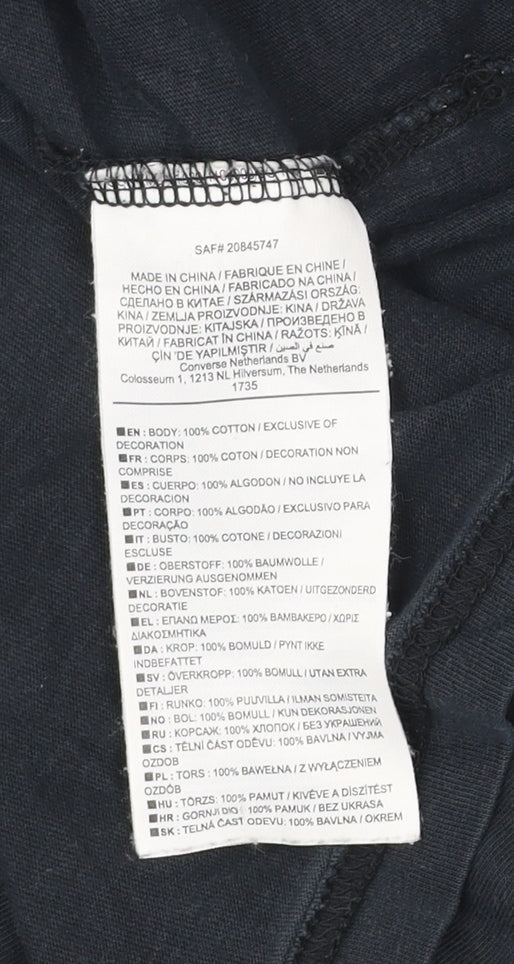 SAF# 20845747
MADE IN CHINA / FABRIQUE EN CHINE /
HECHO EN CHINA / FABRICADO NA CHINA /
СДЕЛАНО В КИТАЕ / SZÁRMAZÁSI ORSZÁG:
KINA / ZEMLJA PROIZVODNJE: KINA / DRŽAVA
PROIZVODNJE: KITAJSKA / ПРОИЗВЕДЕНО В
КИТАЙ / FABRICAT ÎN CHINA / RAŽOTS: ĶĪNĀ /
ÇİN 'DE YAPILMIŞTIR / صنع في الصين
Converse Netherlands BV
Colosseum 1, 1213 NL Hilversum, The Netherlands
1735
EN : BODY: 100% COTTON / EXCLUSIVE OF
DECORATION
FR : CORPS: 100% COTON / DECORATION NON
COMPRISE
ES : CUERPO: 100% ALGODON / NO INCLUYE LA
DECORACION
PT : CORPO: 100% ALGODÃO / EXCLUSIVO PARA
DECORAÇÃO
IT : BUSTO: 100% COTONE / DECORAZIONI
ESCLUSE
DE : OBERSTOFF: 100% BAUMWOLLE /
VERZIERUNG AUSGENOMMEN
NL : BOVENSTOF: 100% KATOEN / UITGEZONDERD
DECORATIE
EL : ΕΠΑΝΩ ΜΕΡΟΣ: 100% ΒΑΜΒΑΚΕΡΟ / ΧΩΡΙΣ
ΔΙΑΚΟΣΜΗΤΙΚΑ
DA : KROP: 100% BOMULD / PYNT IKKE
INDBEFATTET
SV : ÖVERKROPP: 100% BOMULL / UTAN EXTRA
DETALJER
FI : RUNKO: 100% PUUVILLA / ILMAN SOMISTEITA
NO : BOL: 100% BOMULL / KUN DEKORASJONEN
RU : КОРСАЖ: 100% ХЛОПОК / БЕЗ УКРАШЕНИЙ
CS : TĚLNÍ ČÁST ODĚVU: 100% BAVLNA / VYJMA
OZDOB
PL : TORS : 100% BAWEŁNA / Z WYŁĄCZENIEM
OZDÓB
HU : TÖRZS: 100% PAMUT / KIVÉVE A DÍSZÍTÉST
HR : GORNJI DIO: 100% PAMUK / BEZ UKRASA
SK : TELNÁ ČAST ODEVU: 100% BAVLNA / OKREM